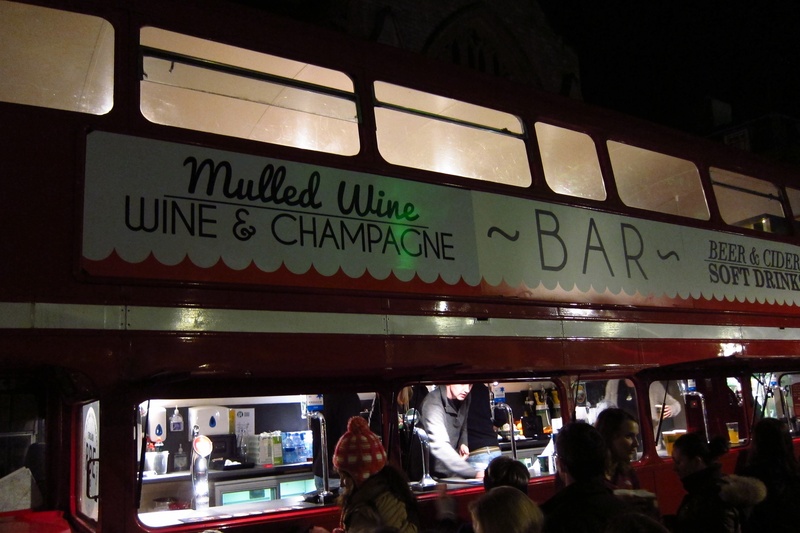 Mulled Wine
WINE & CHAMPAGNE
~BAR~
BEER & CIDER
SOFT DRINK